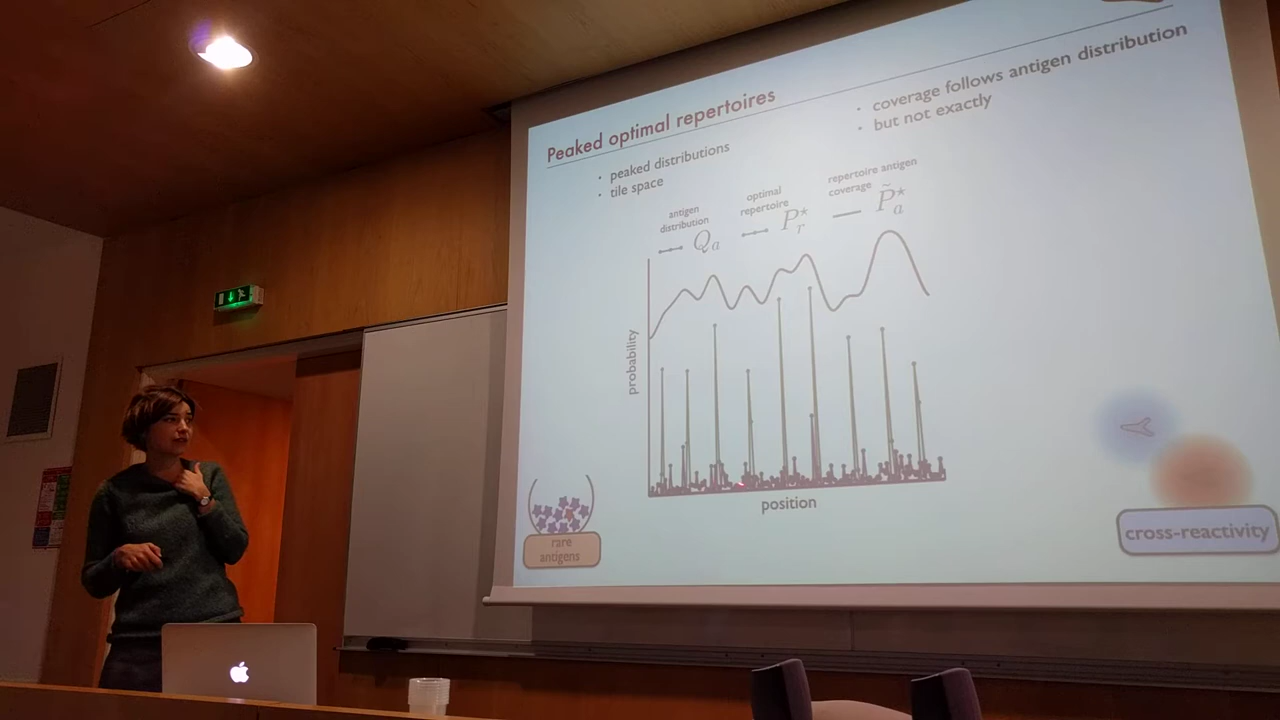 Peaked optimal repertoires
• peaked distributions
• tile space
• coverage follows antigen distribution
• but not exactly
antigen
distribution
Qₐ
optimal
repertoire
Pᵣ⋆
repertoire antigen
coverage
P̃ₐ⋆
probability
position
rare
antigens
cross-reactivity